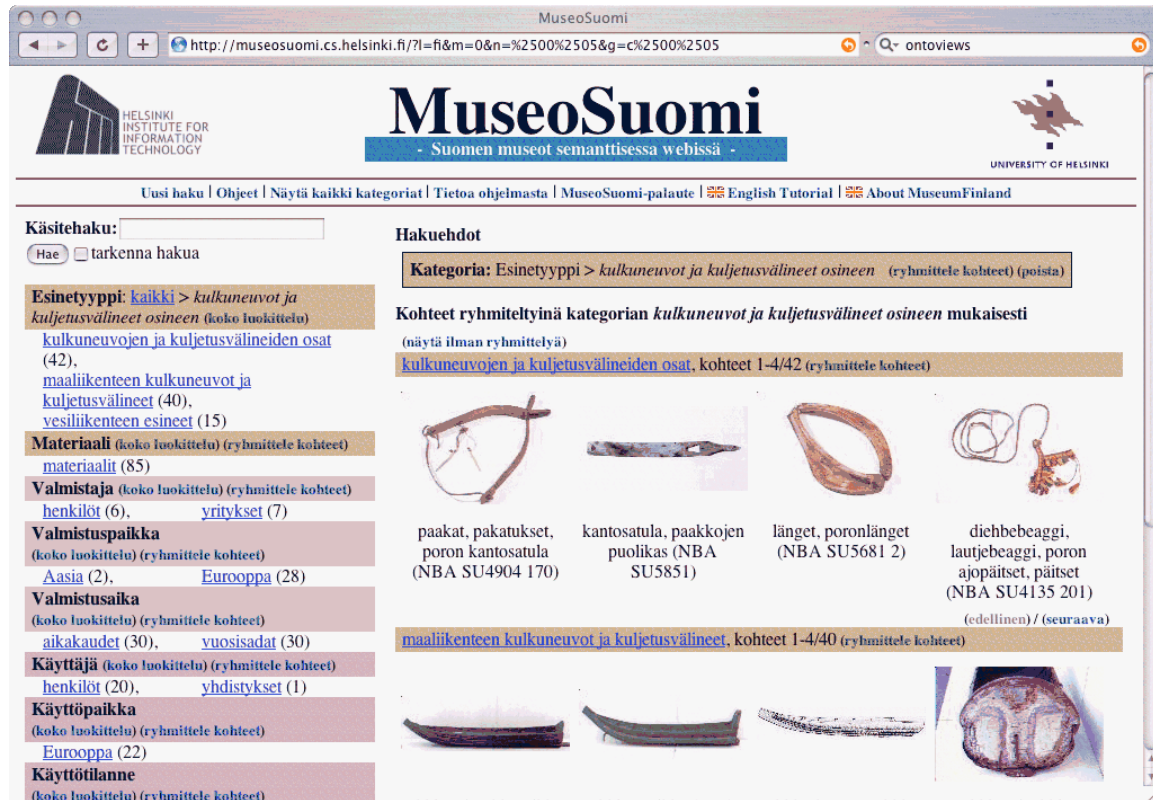 MuseoSuomi
http://museosuomi.cs.helsinki.fi/?l=fi&m=0&n=%2500%2505&g=c%2500%2505
ontoviews
HELSINKI
INSTITUTE FOR
INFORMATION
TECHNOLOGY
MuseoSuomi
- Suomen museot semanttisessa webissä -
UNIVERSITY OF HELSINKI
Uusi haku | Ohjeet | Näytä kaikki kategoriat | Tietoa ohjelmasta | MuseoSuomi-palaute | English Tutorial | About MuseumFinland
Käsitehaku:
Hae tarkenna hakua
Esinetyyppi: kaikki > kulkuneuvot ja
kuljetusvälineet osineen (koko luokittelu)
kulkuneuvojen ja kuljetusvälineiden osat
(42),
maaliikenteen kulkuneuvot ja
kuljetusvälineet (40),
vesiliikenteen esineet (15)
Materiaali (koko luokittelu) (ryhmittele kohteet)
materiaalit (85)
Valmistaja (koko luokittelu) (ryhmittele kohteet)
henkilöt (6), yritykset (7)
Valmistuspaikka
(koko luokittelu) (ryhmittele kohteet)
Aasia (2), Eurooppa (28)
Valmistusaika
(koko luokittelu) (ryhmittele kohteet)
aikakaudet (30), vuosisadat (30)
Käyttäjä (koko luokittelu) (ryhmittele kohteet)
henkilöt (20), yhdistykset (1)
Käyttöpaikka
(koko luokittelu) (ryhmittele kohteet)
Eurooppa (22)
Käyttötilanne
(koko luokittelu) (ryhmittele kohteet)
Hakuehdot
Kategoria: Esinetyyppi > kulkuneuvot ja kuljetusvälineet osineen (ryhmittele kohteet) (poista)
Kohteet ryhmiteltyinä kategorian kulkuneuvot ja kuljetusvälineet osineen mukaisesti
(näytä ilman ryhmittelyä)
kulkuneuvojen ja kuljetusvälineiden osat, kohteet 1-4/42 (ryhmittele kohteet)
paakat, pakatukset,
poron kantosatula
(NBA SU4904 170)
kantosatula, paakkojen
puolikas (NBA
SU5851)
länget, poronlänget
(NBA SU5681 2)
diehbebeaggi,
lautjebeaggi, poron
ajopäitset, päitset
(NBA SU4135 201)
(edellinen) / (seuraava)
maaliikenteen kulkuneuvot ja kuljetusvälineet, kohteet 1-4/40 (ryhmittele kohteet)